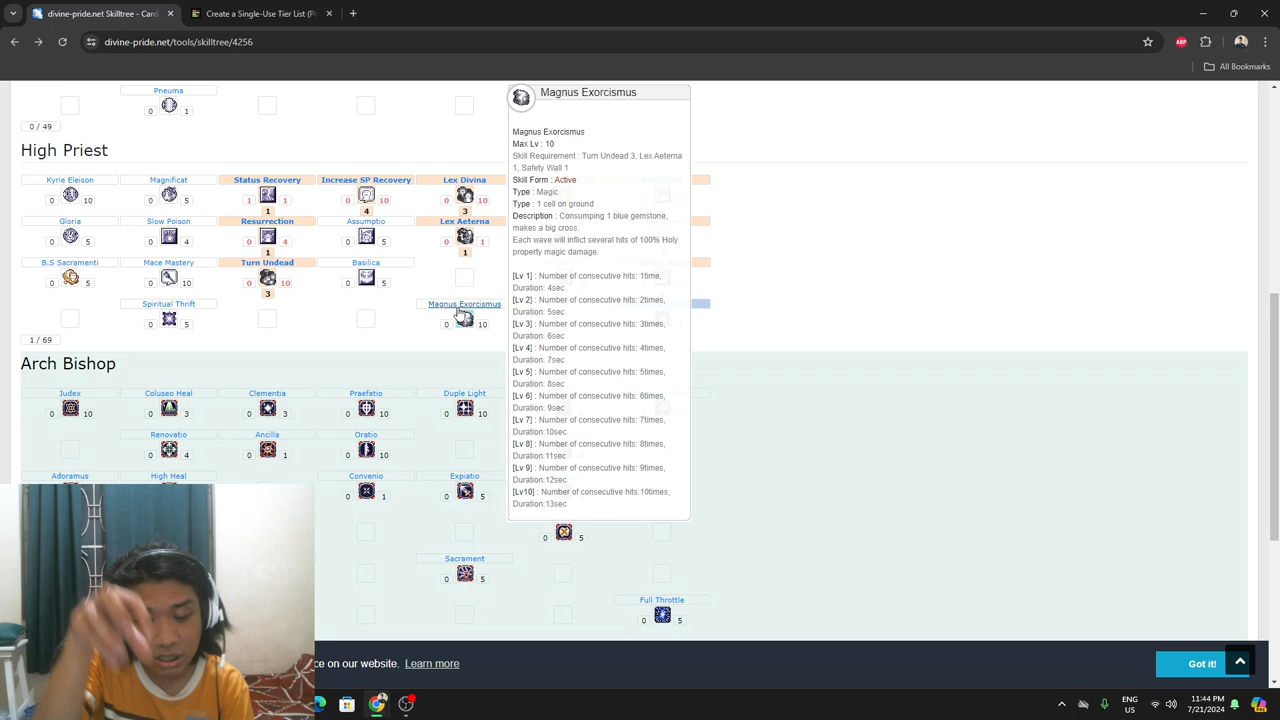 divine-pride.net - Skilltree - Card
Create a Single-Use Tier List (P
divine-pride.net/tools/skilltree/4256
ABP
All Bookmarks
Pneuma
0 1
0 / 49
High Priest
Kyrie Eleison Magnificat Status Recovery Increase SP Recovery Lex Divina
0 10 0 5 1 1 0 10 0 10
1 4 3
Gloria Slow Poison Resurrection Assumptio Lex Aeterna
0 5 0 4 0 4 0 5 0 1
1 1
B.S Sacramenti Mace Mastery Turn Undead Basilica
0 5 0 10 0 10 0 5
3
Spiritual Thrift Magnus Exorcismus
0 5 0 10
1 / 69
Magnus Exorcismus
Magnus Exorcismus
Max Lv : 10
Skill Requirement : Turn Undead 3, Lex Aeterna
1, Safety Wall 1
Skill Form : Active
Type : Magic
Type : 1 cell on ground
Description : Consumping 1 blue gemstone,
makes a big cross.
Each wave will inflict several hits of 100% Holy
property magic damage.
[Lv 1] : Number of consecutive hits: 1time,
Duration: 4sec
[Lv 2] : Number of consecutive hits: 2times,
Duration: 5sec
[Lv 3] : Number of consecutive hits: 3times,
Duration: 6sec
[Lv 4] : Number of consecutive hits: 4times,
Duration: 7sec
[Lv 5] : Number of consecutive hits: 5times,
Duration: 8sec
[Lv 6] : Number of consecutive hits: 6times,
Duration: 9sec
[Lv 7] : Number of consecutive hits: 7times,
Duration:10sec
[Lv 8] : Number of consecutive hits: 8times,
Duration:11sec
[Lv 9] : Number of consecutive hits: 9times,
Duration:12sec
[Lv10] : Number of consecutive hits:10times,
Duration:13sec
Arch Bishop
Judex Coluseo Heal Clementia Praefatio Duple Light
0 10 0 3 0 3 0 10 0 10
Renovatio Ancilla Oratio
0 4 0 1 0 10
Adoramus High Heal Convenio Expiatio
0 1 0 5
0 5
Sacrament
0 5
Full Throttle
0 5
ce on our website. Learn more
Got it!
ENG
US
11:44 PM
7/21/2024